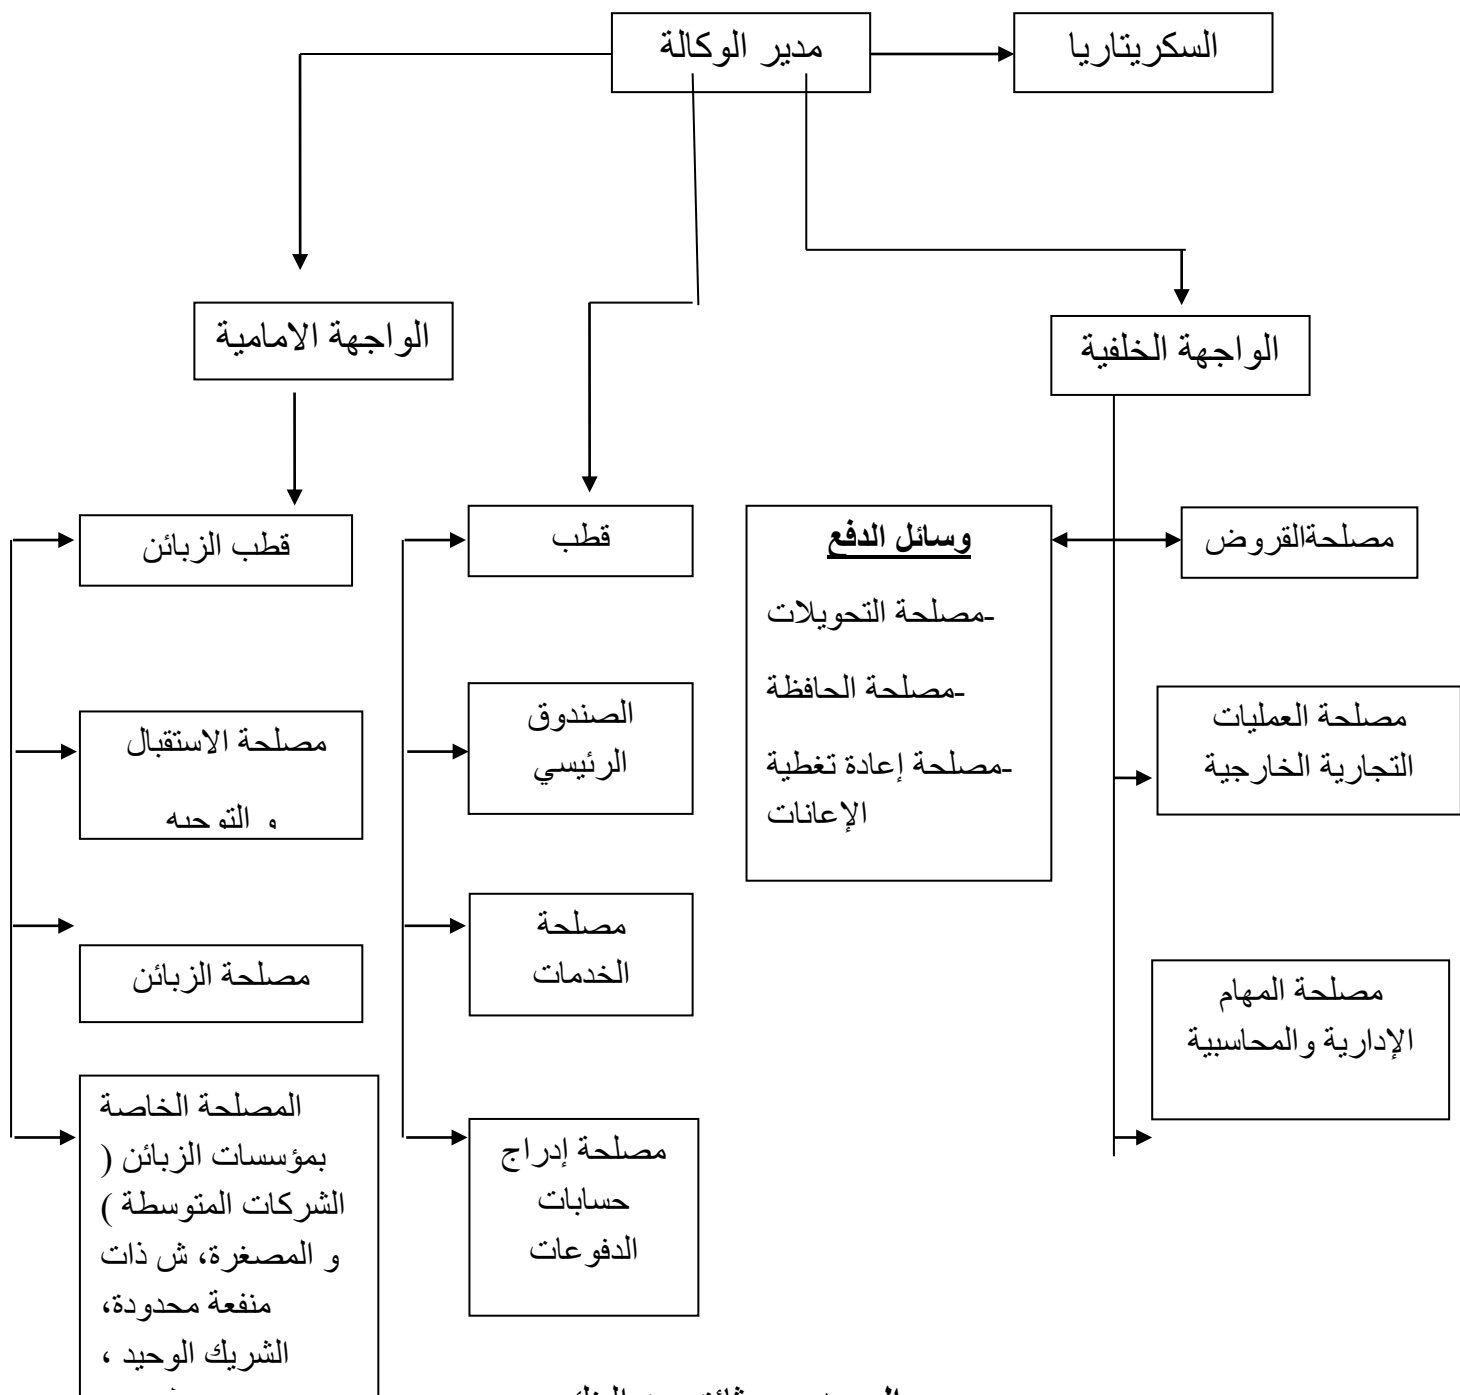 مدير الوكالة
السكريتاريا
الواجهة الامامية
الواجهة الخلفية
قطب الزبائن
قطب
وسائل الدفع
-مصلحة التحويلات
-مصلحة الحافظة
-مصلحة إعادة تغطية
الإعانات
مصلحةالقروض
مصلحة الاستقبال
و التوجيه
الصندوق
الرئيسي
مصلحة العمليات
التجارية الخارجية
مصلحة الزبائن
مصلحة
الخدمات
مصلحة المهام
الإدارية والمحاسبية
المصلحة الخاصة
بمؤسسات الزبائن (
الشركات المتوسطة )
و المصغرة، ش ذات
منفعة محدودة،
الشريك الوحيد ،
مصلحة إدراج
حسابات
الدفوعات